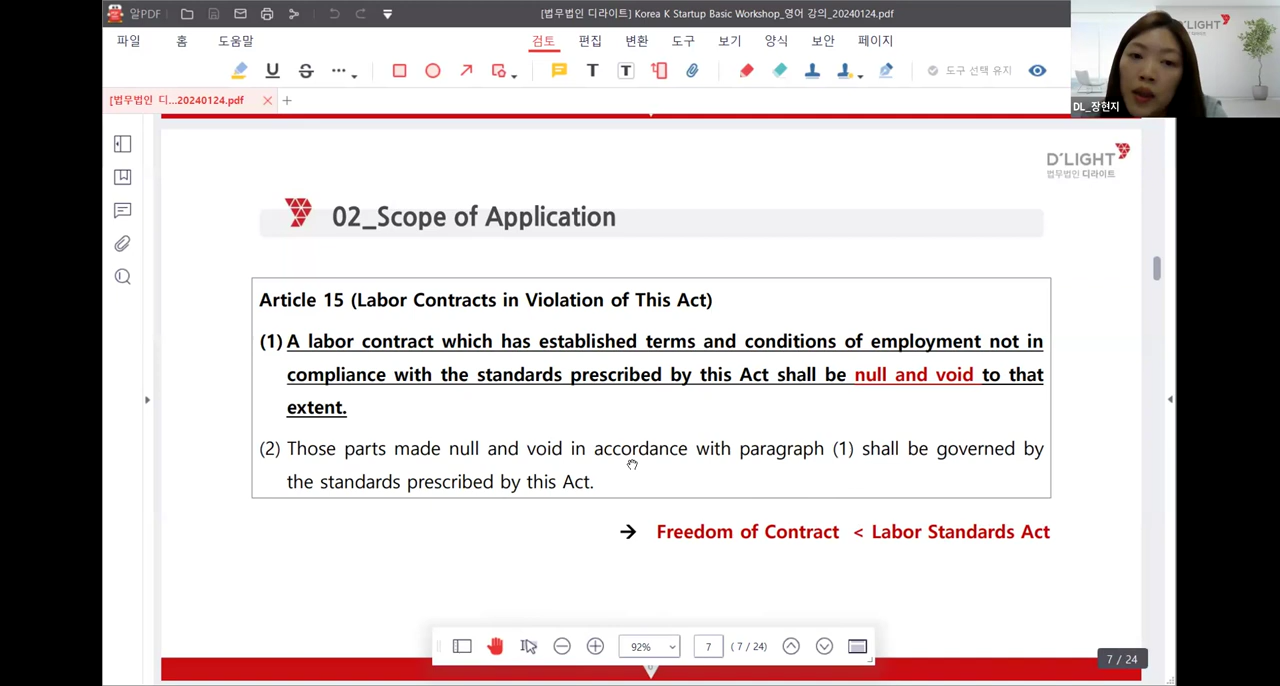 알PDF
[법무법인 디라이트] Korea K Startup Basic Workshop_영어 강의_20240124.pdf
파일 홈 도움말 검토 편집 변환 도구 보기 양식 보안 페이지
도구 선택 유지
[법무법인 디...20240124.pdf
DL_장현지
D'LIGHT
법무법인 디라이트
02_Scope of Application
Article 15 (Labor Contracts in Violation of This Act)
(1) A labor contract which has established terms and conditions of employment not in
compliance with the standards prescribed by this Act shall be null and void to that
extent.
(2) Those parts made null and void in accordance with paragraph (1) shall be governed by
the standards prescribed by this Act.
→ Freedom of Contract < Labor Standards Act
92% 7 (7 / 24)
7 / 24